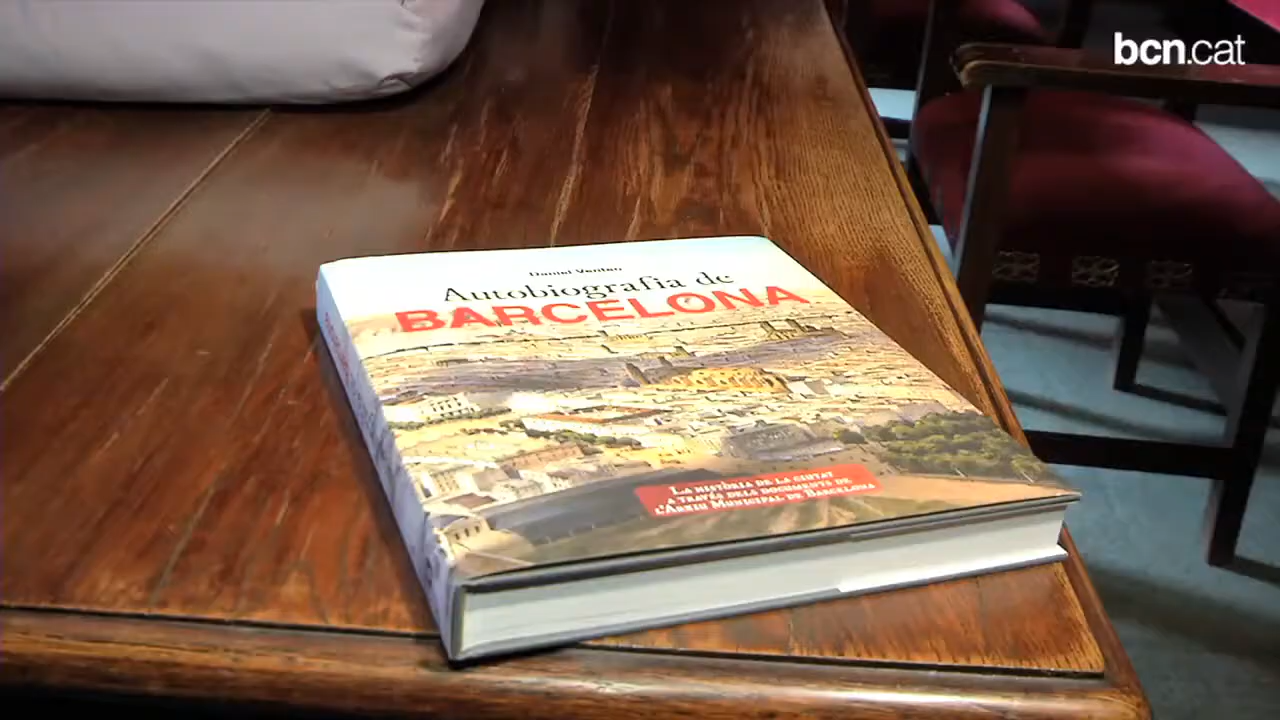 bcn.cat
Daniel
Autobiografia de
BARCELONA
La història de la ciutat
a través dels documents de
l'Arxiu Municipal de Barcelona